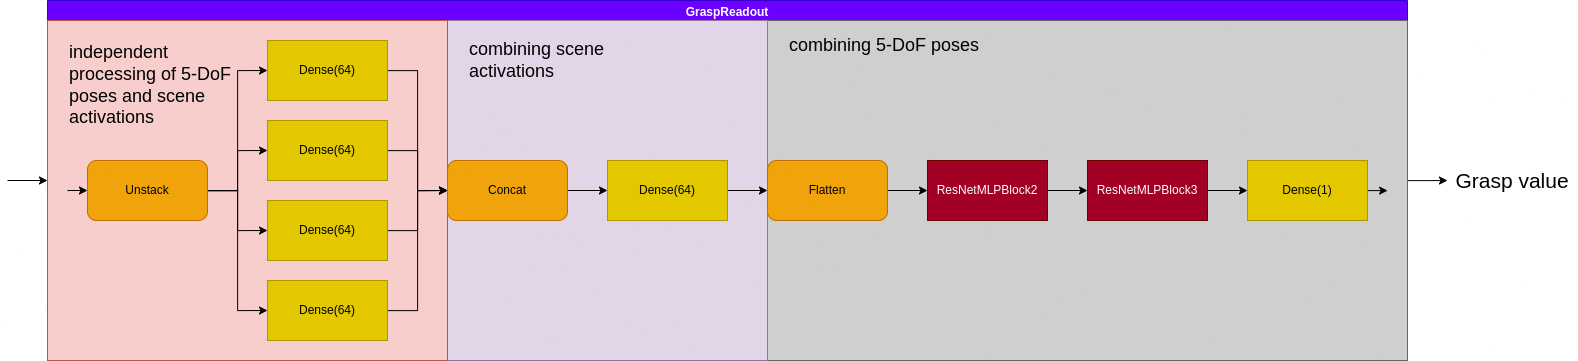 GraspReadout
independent
processing of 5-DoF
poses and scene
activations
combining scene
activations
combining 5-DoF poses
Dense(64)
Dense(64)
Dense(64)
Dense(64)
Unstack
Concat
Dense(64)
Flatten
ResNetMLPBlock2
ResNetMLPBlock3
Dense(1)
Grasp value